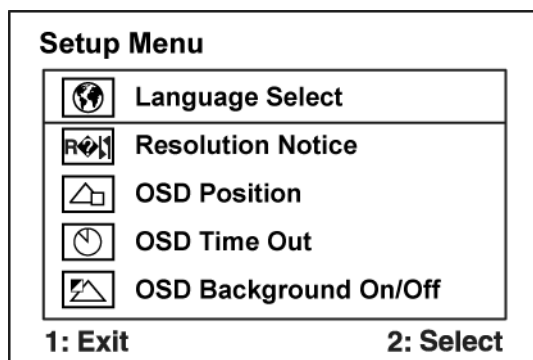 Setup Menu
Language Select
Resolution Notice
OSD Position
OSD Time Out
OSD Background On/Off
1: Exit 2: Select